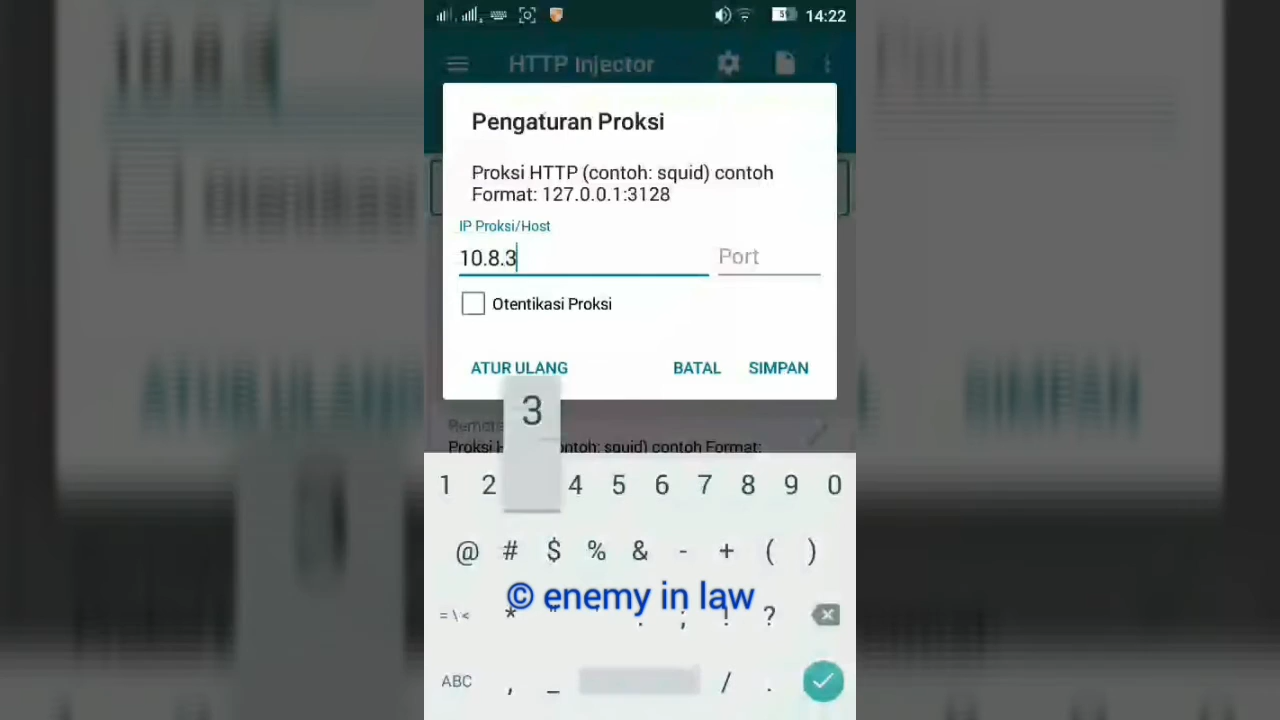 14:22
HTTP Injector
Pengaturan Proksi
Proksi HTTP (contoh: squid) contoh
Format: 127.0.0.1:3128
IP Proksi/Host
10.8.3
Port
Otentikasi Proksi
ATUR ULANG
BATAL
SIMPAN
3
Proksi H ontoh: squid) contoh Format:
1 2 4 5 6 7 8 9 0
@ # $ % & - + ( )
© enemy in law
= \ < * " ' : ; ! ?
ABC , _ / .